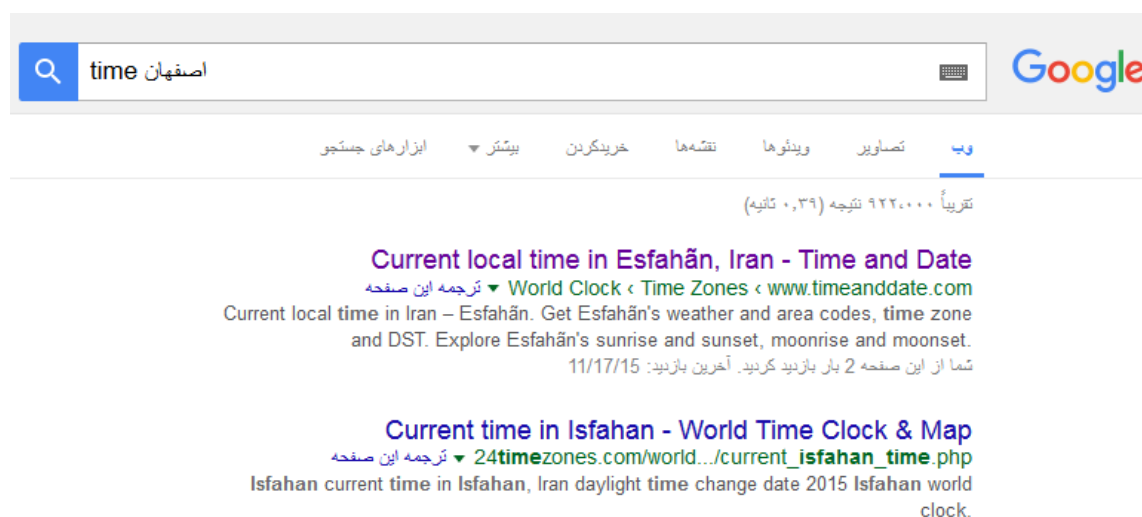 اصفهان time
Google
وب تصاویر ویدئوها نقشه‌ها خریدکردن بیشتر ▼ ابزارهای جستجو
تقریباً ۹۲۲،۰۰۰ نتیجه (۰,۳۹ ثانیه)
Current local time in Esfahãn, Iran - Time and Date
World Clock ‹ Time Zones ‹ www.timeanddate.com ▼ ترجمه این صفحه
Current local time in Iran – Esfahãn. Get Esfahãn's weather and area codes, time zone
and DST. Explore Esfahãn's sunrise and sunset, moonrise and moonset.
شما از این صفحه 2 بار بازدید کردید. آخرین بازدید: 11/17/15
Current time in Isfahan - World Time Clock & Map
24timezones.com/world.../current_isfahan_time.php ▼ ترجمه این صفحه
Isfahan current time in Isfahan, Iran daylight time change date 2015 Isfahan world
clock.